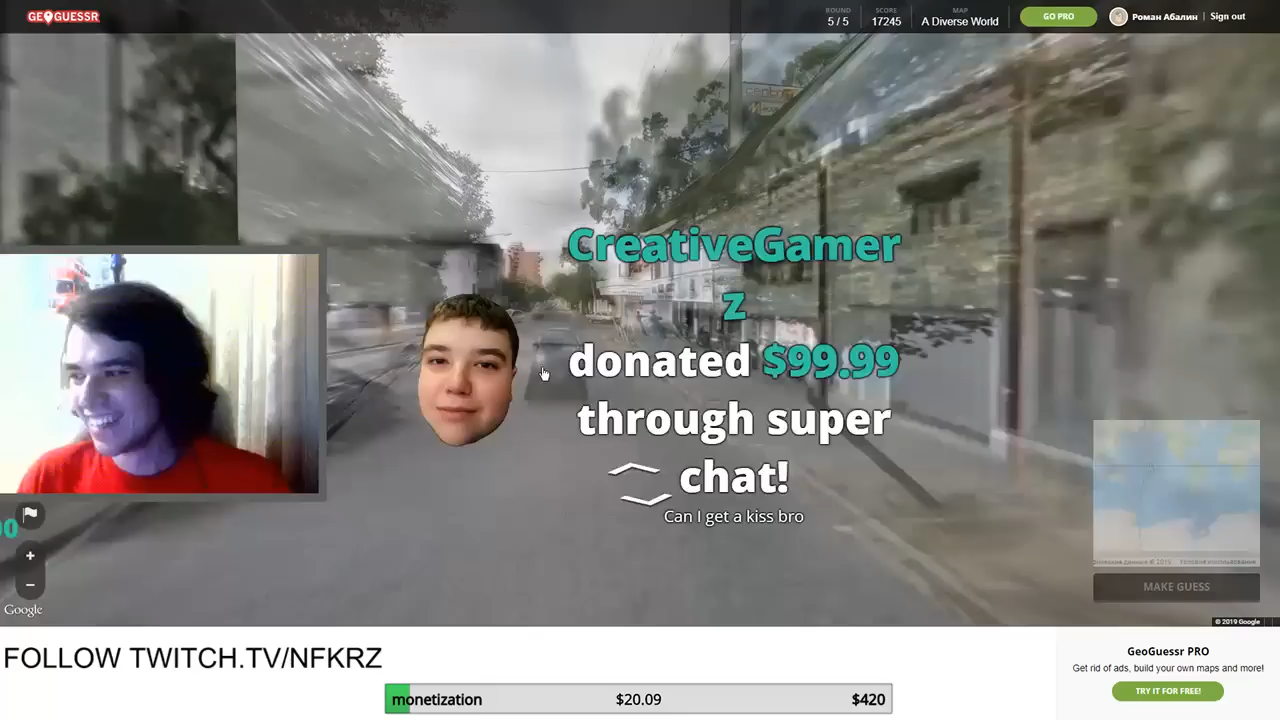 GEOGUESSR
ROUND
5 / 5
SCORE
17245
MAP
A Diverse World
GO PRO
Роман Абалин
Sign out
CreativeGamer
z
donated $99.99
through super
chat!
Can I get a kiss bro
MAKE GUESS
Google
© 2019 Google
FOLLOW TWITCH.TV/NFKRZ
monetization
$20.09
$420
GeoGuessr PRO
Get rid of ads, build your own maps and more!
TRY IT FOR FREE!